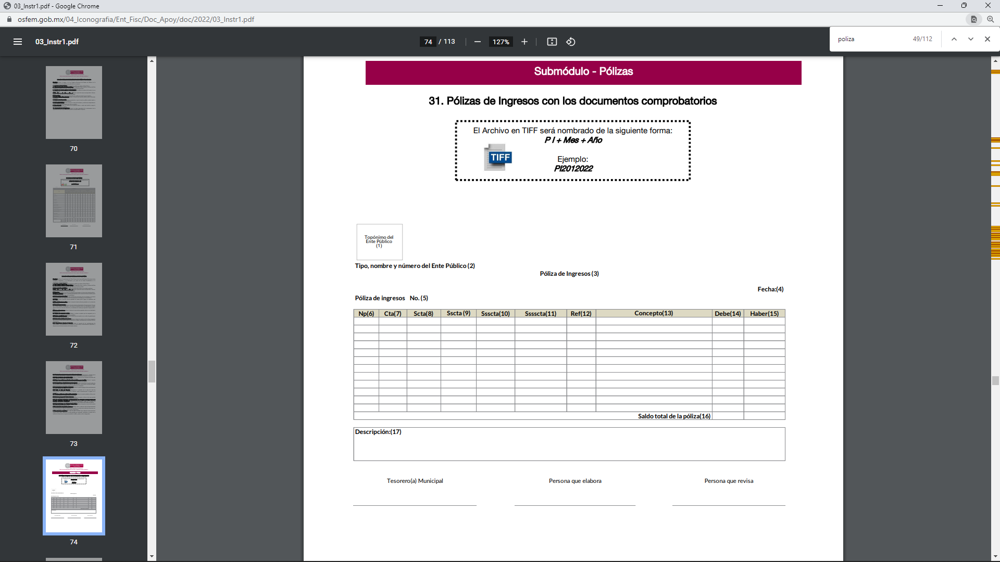 03_Instr1.pdf - Google Chrome
osfem.gob.mx/04_Iconografia/Ent_Fisc/Doc_Apoy/doc/2022/03_Instr1.pdf
03_Instr1.pdf
74 / 113
127%
poliza
49/112
70
71
72
73
74
Submódulo - Pólizas
31. Pólizas de Ingresos con los documentos comprobatorios
El Archivo en TIFF será nombrado de la siguiente forma:
P I + Mes + Año
TIFF
Ejemplo:
PI2012022
Topónimo del
Ente Público
(1)
Tipo, nombre y número del Ente Público (2)
Póliza de Ingresos (3)
Fecha:(4)
Póliza de ingresos No. (5)
Np(6) Cta(7) Scta(8) Sscta (9) Ssscta(10) Sssscta(11) Ref(12) Concepto(13) Debe(14) Haber(15)
Saldo total de la póliza(16)
Descripción:(17)
Tesorero(a) Municipal Persona que elabora Persona que revisa